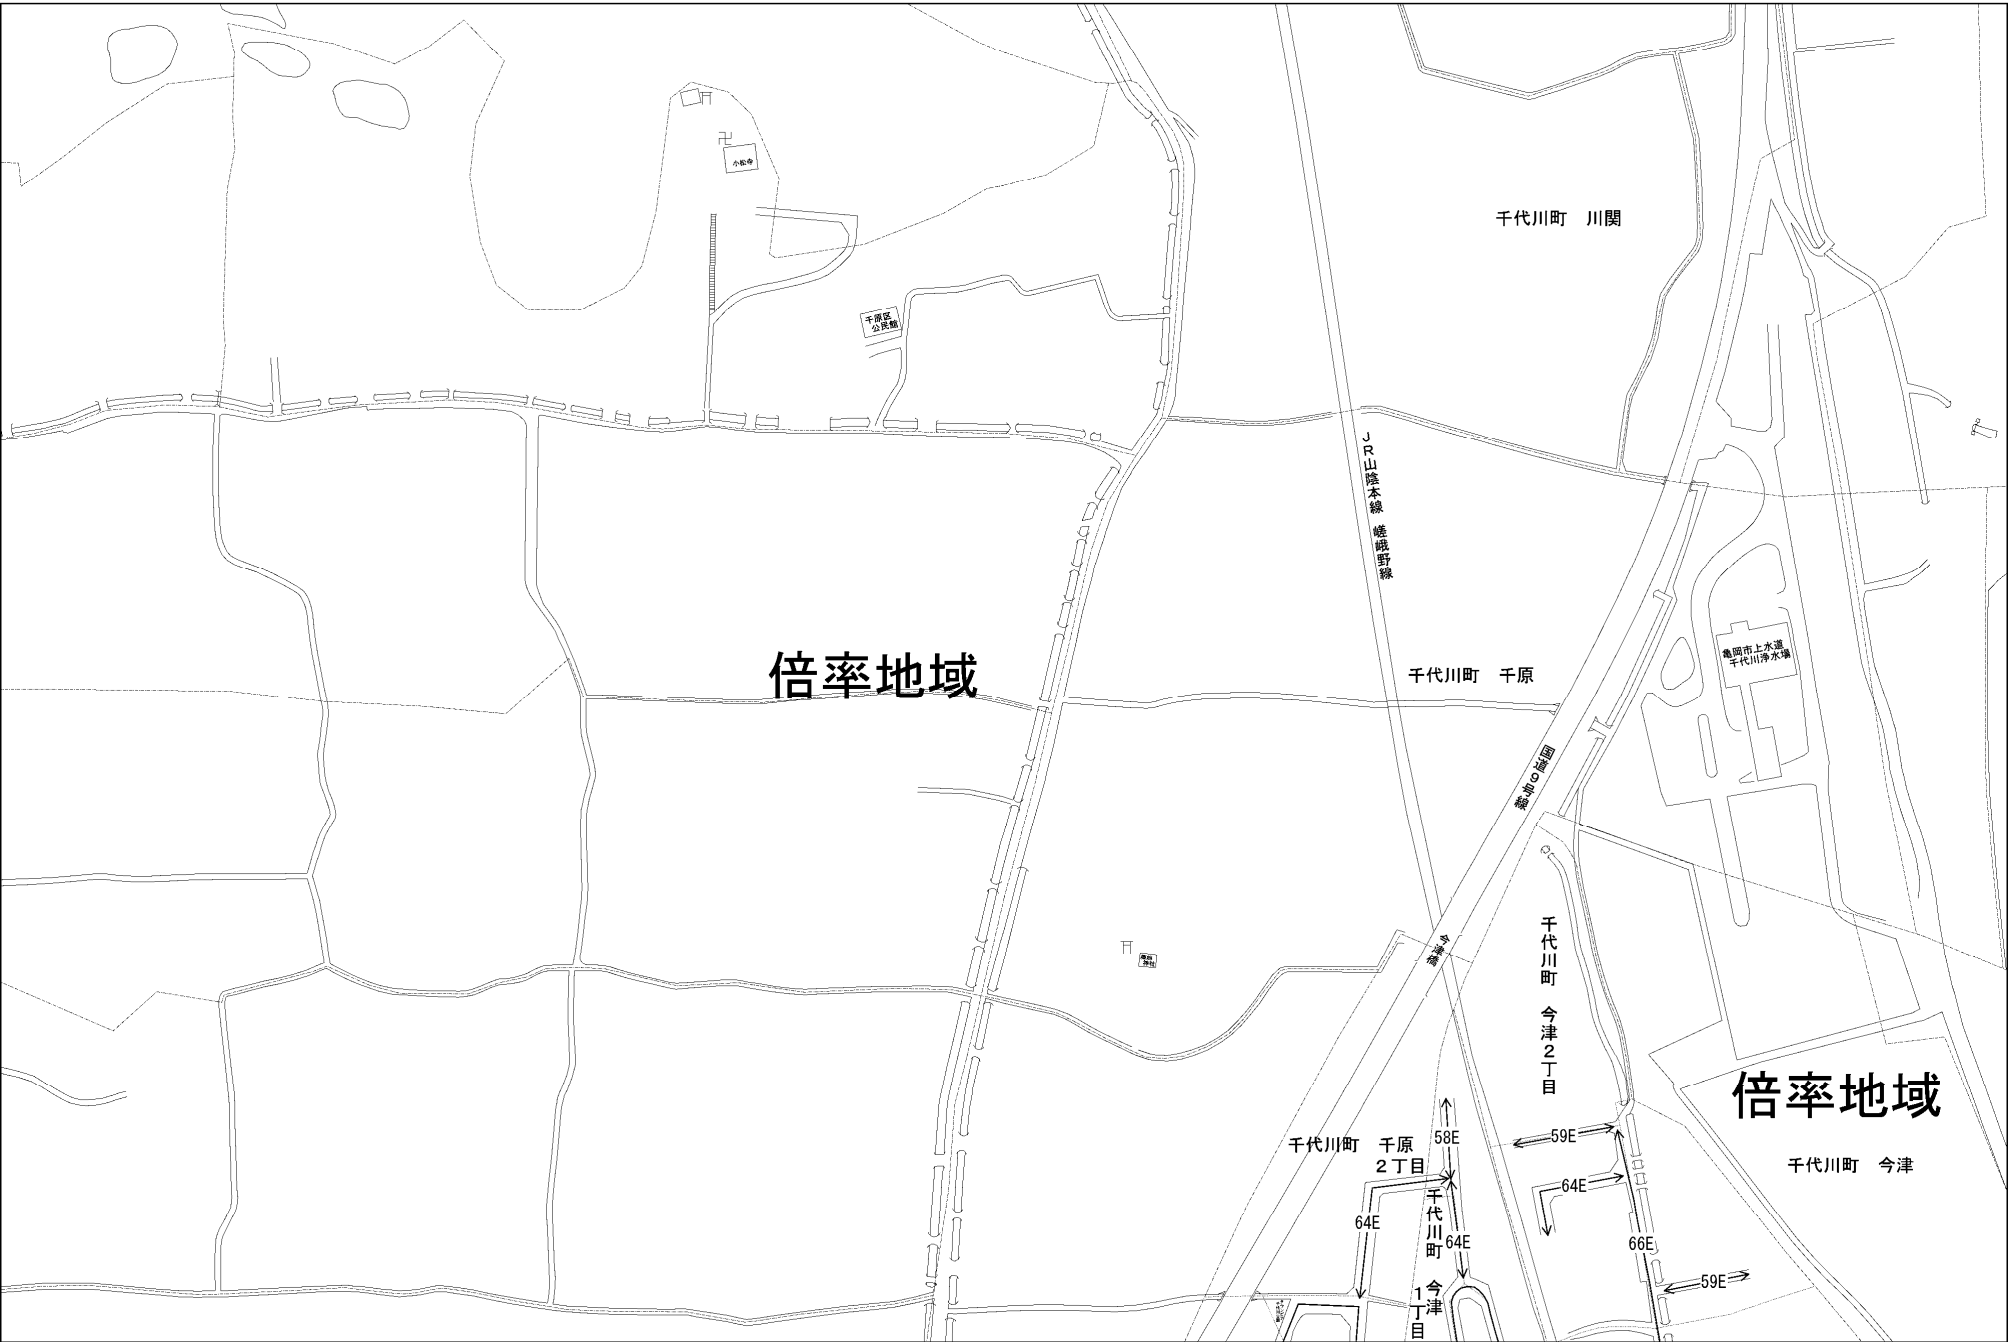 小松寺
千代川町　川関
千原区
公民館
JR山陰本線　嵯峨野線
倍率地域
千代川町　千原
亀岡市上水道
千代川浄水場
国道9号線
今津橋
千代川町　今津2丁目
倍率地域
千代川町　今津
千代川町　千原
2丁目
58E
59E
64E
64E
千代川町　今津
1丁目
64E
66E
59E